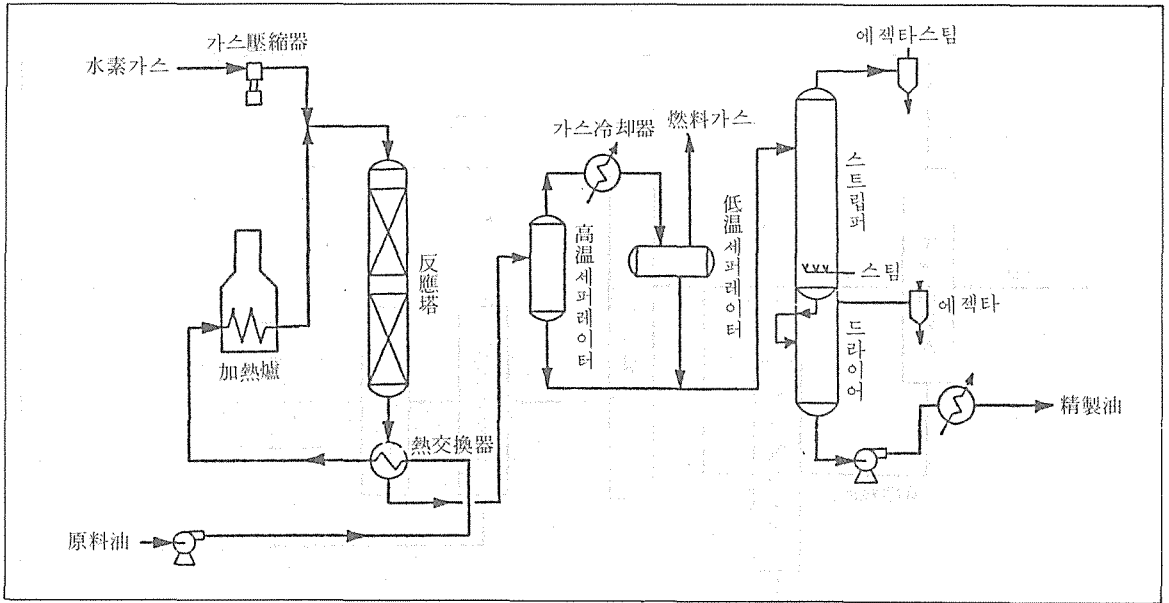 가스壓縮器
水素가스
에젝타스팀
가스冷却器
燃料가스
스트립퍼
低温세퍼레이터
高温세퍼레이터
反應塔
스팀
에젝타
드라이어
加熱爐
精製油
熱交換器
原料油